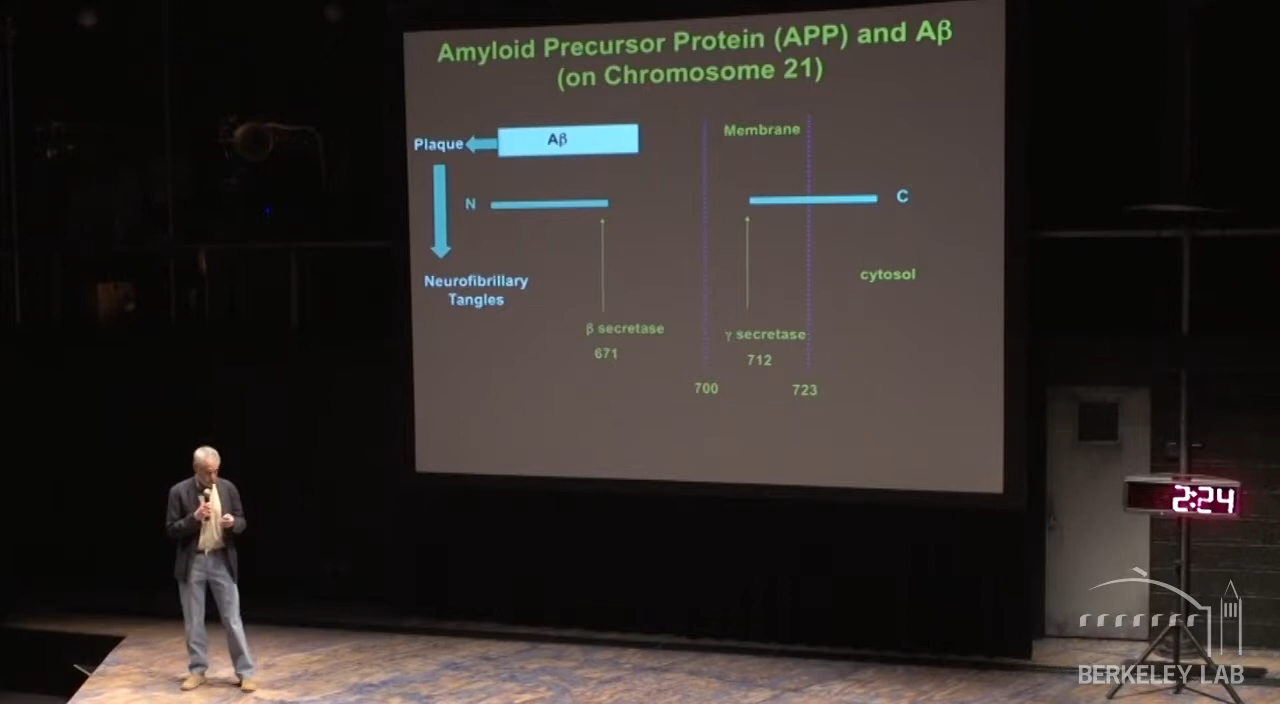 Amyloid Precursor Protein (APP) and Aβ
(on Chromosome 21)
Plaque
Aβ
Membrane
N
C
Neurofibrillary
Tangles
cytosol
β secretase
671
γ secretase
712
700
723
2:24
BERKELEY LAB